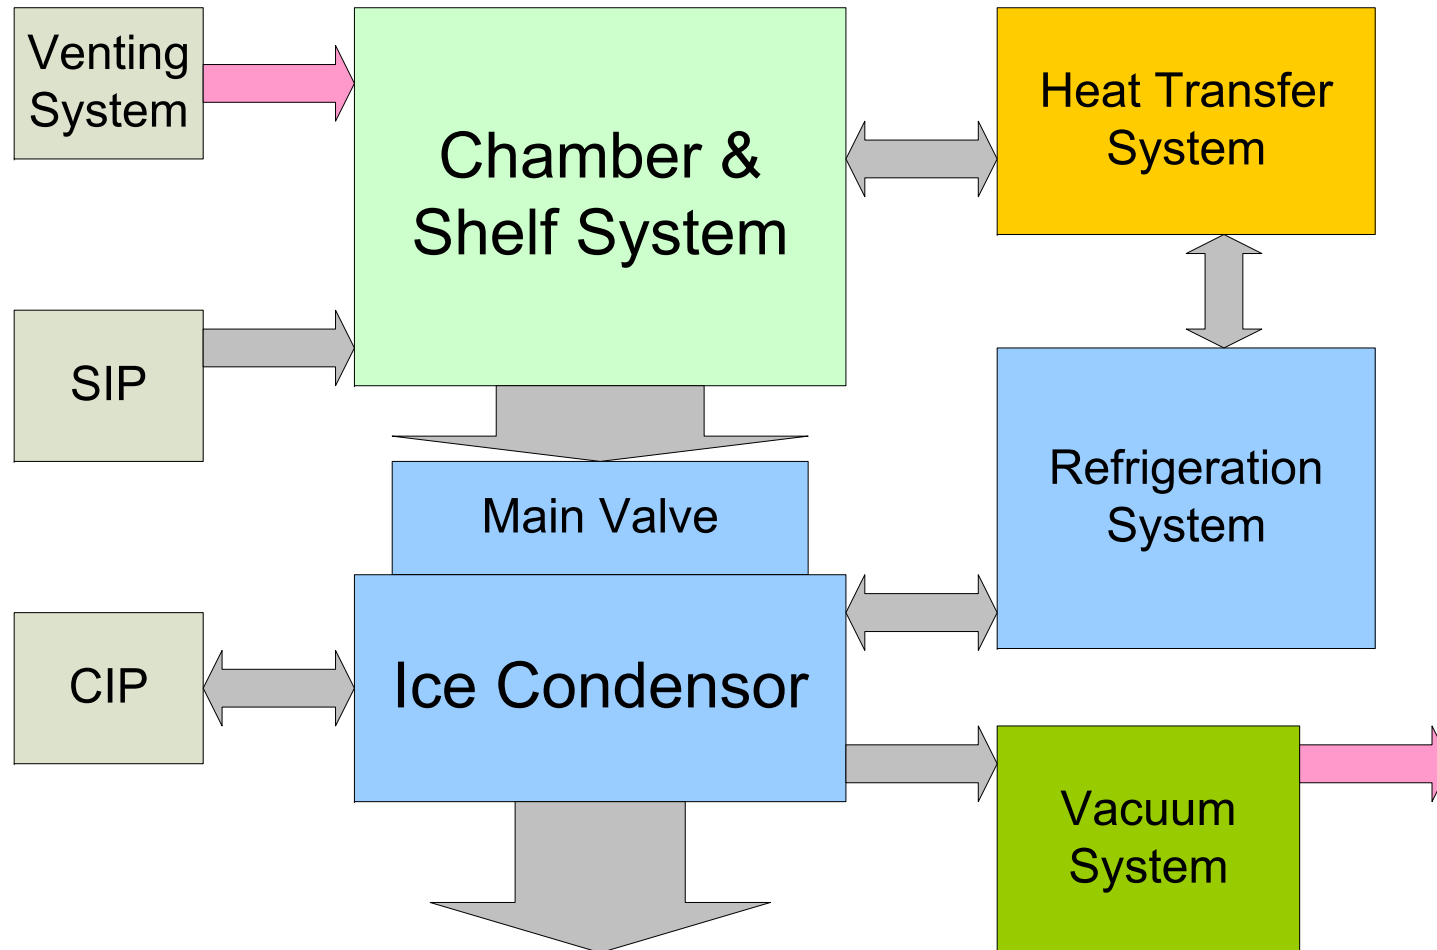 Venting
System
Chamber &
Shelf System
Heat Transfer
System
SIP
Refrigeration
System
Main Valve
CIP
Ice Condensor
Vacuum
System